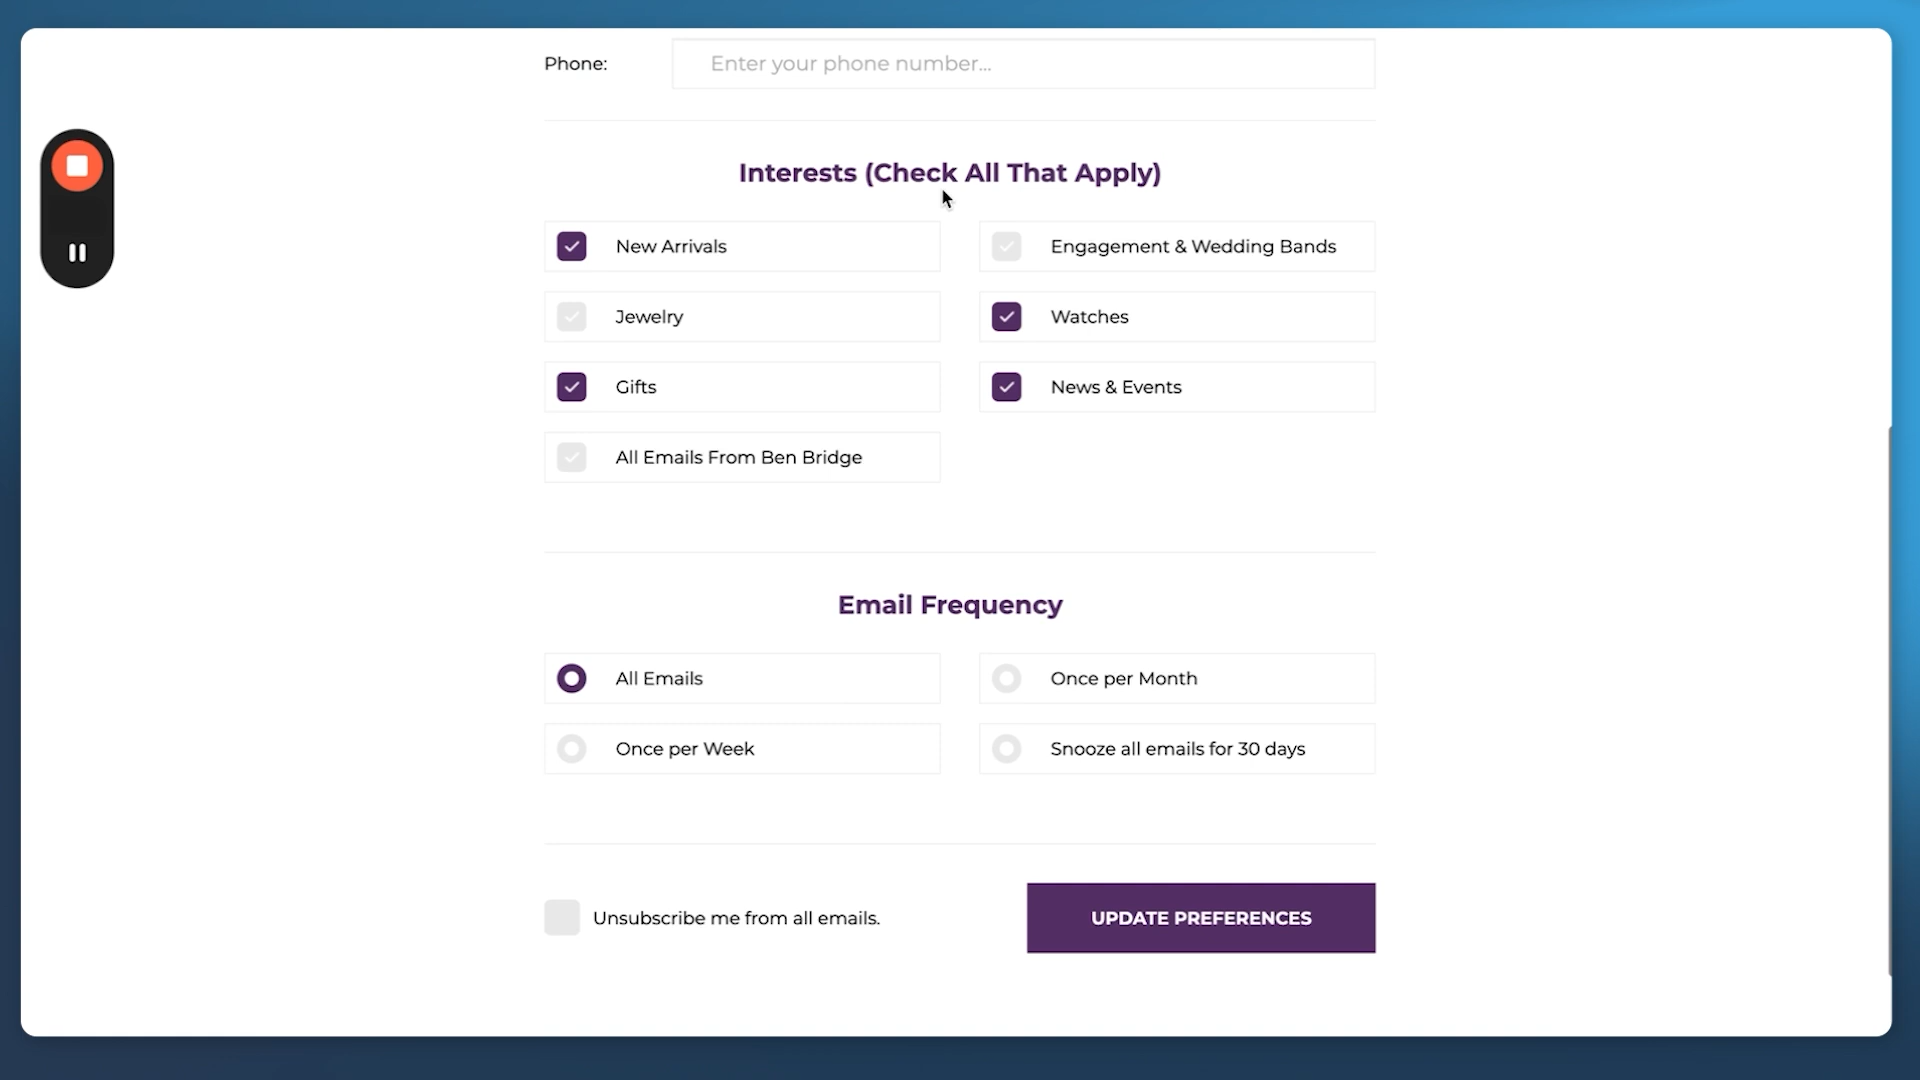 Phone:
Enter your phone number...
Interests (Check All That Apply)
New Arrivals
Engagement & Wedding Bands
Jewelry
Watches
Gifts
News & Events
All Emails From Ben Bridge
Email Frequency
All Emails
Once per Month
Once per Week
Snooze all emails for 30 days
Unsubscribe me from all emails.
UPDATE PREFERENCES